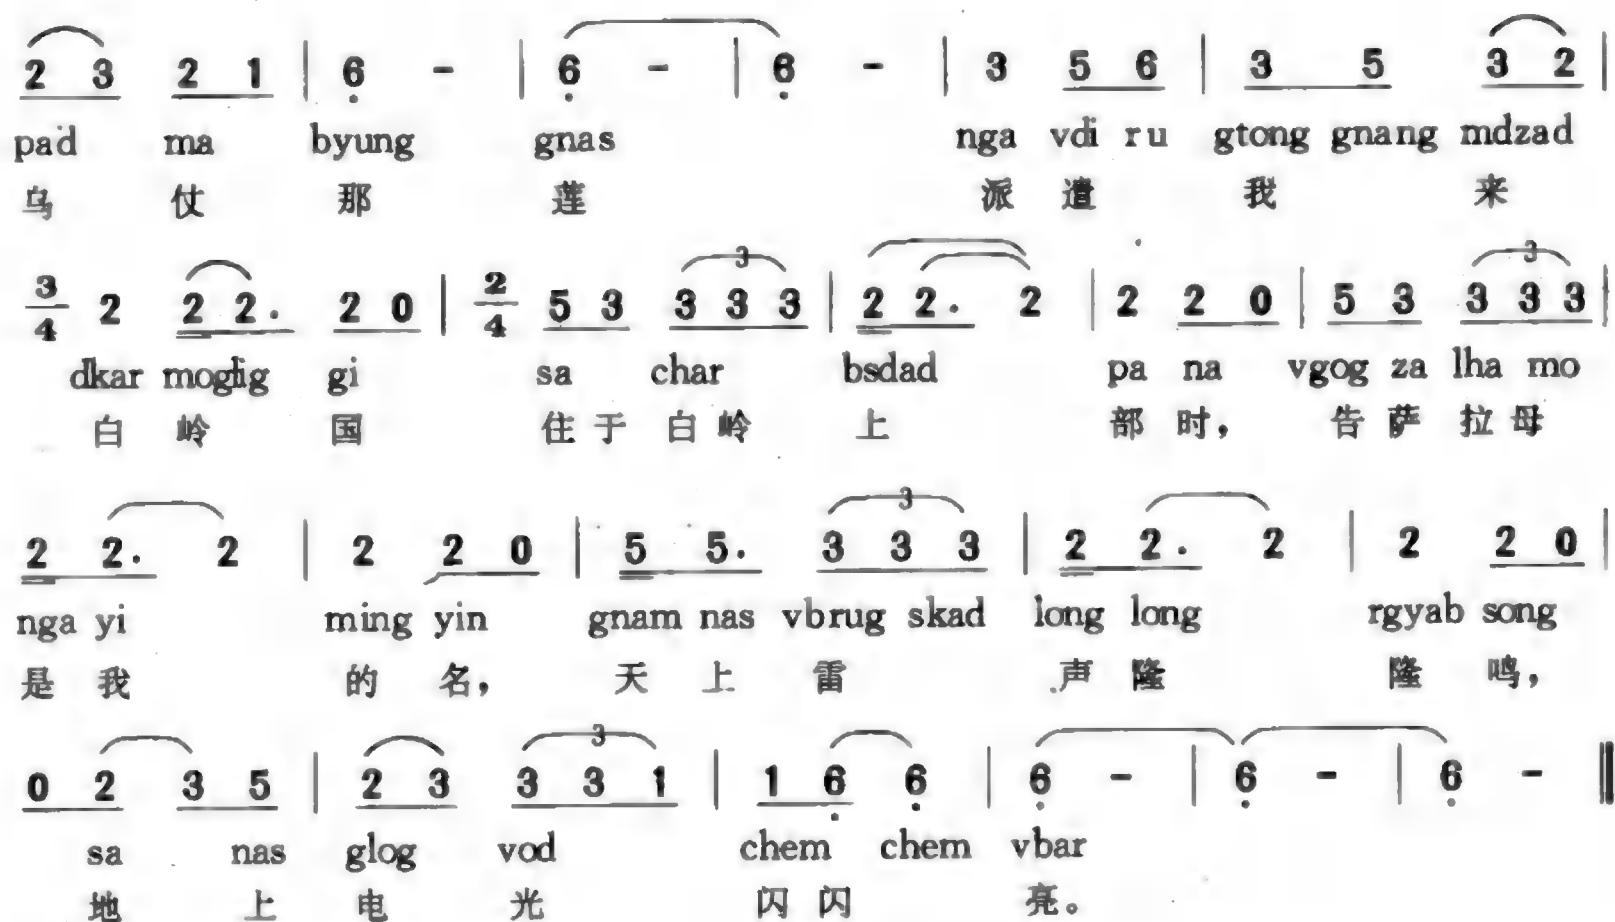 2 3 2 1 | 6 - | 6 - | 6 - | 3 5 6 | 3 5 3 2 |
pad ma byung gnas nga vdi ru gtong gnang mdzad
乌 仗 那 莲 派 遣 我 来
3/4 2 2 2. 2 0 | 2/4 5 3 3 3 3 | 2 2. 2 | 2 2 0 | 5 3 3 3 3 |
dkar mogligg gi sa char bsdad pa na vgog za lha mo
白 岭 国 住 于 白 岭 上 部 时， 告 萨 拉 母
2 2. 2 | 2 2 0 | 5 5. 3 3 3 | 2 2. 2 | 2 2 0 |
nga yi ming yin gnam nas vbrug skad long long rgyab song
是 我 的 名， 天 上 雷 声 隆 隆 鸣，
0 2 3 5 | 2 3 3 3 1 | 1 6 6 | 6 - | 6 - | 6 - ‖
sa nas glog vod chem chem vbar
地 上 电 光 闪 闪 亮。